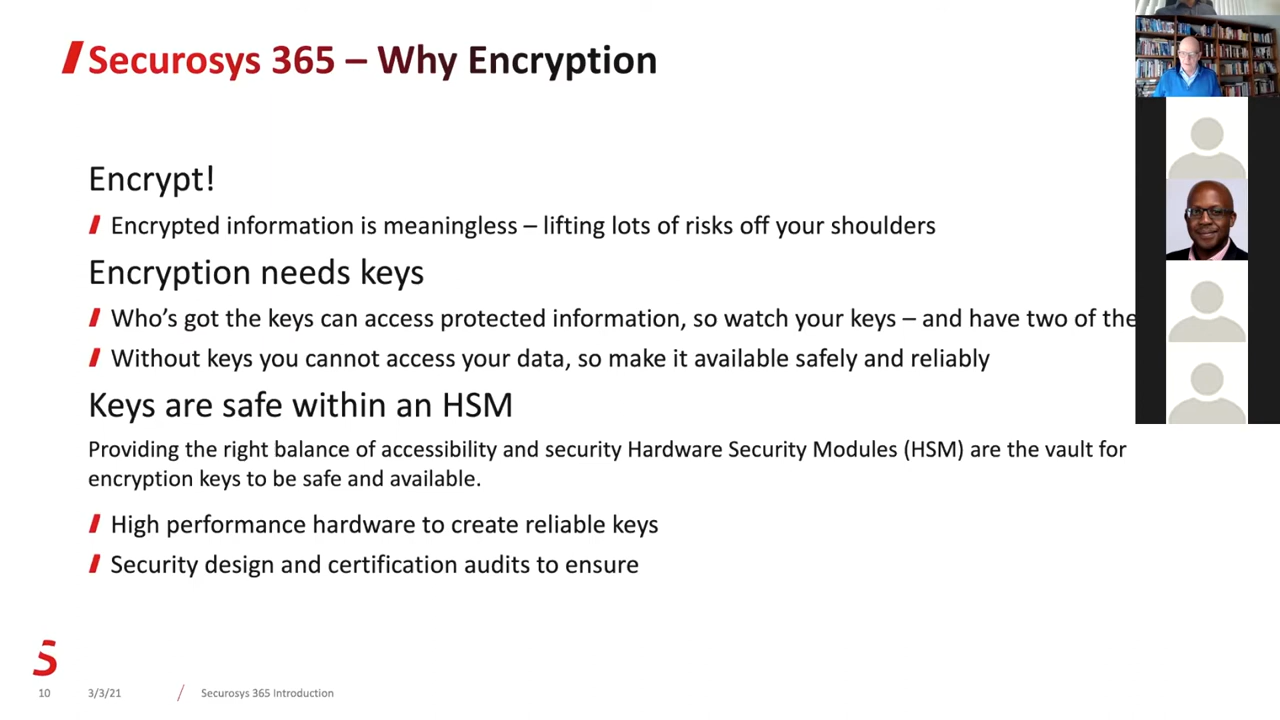 Securosys 365 – Why Encryption
Encrypt!
Encrypted information is meaningless – lifting lots of risks off your shoulders
Encryption needs keys
Who's got the keys can access protected information, so watch your keys – and have two of the
Without keys you cannot access your data, so make it available safely and reliably
Keys are safe within an HSM
Providing the right balance of accessibility and security Hardware Security Modules (HSM) are the vault for
encryption keys to be safe and available.
High performance hardware to create reliable keys
Security design and certification audits to ensure
10 3/3/21 Securosys 365 Introduction